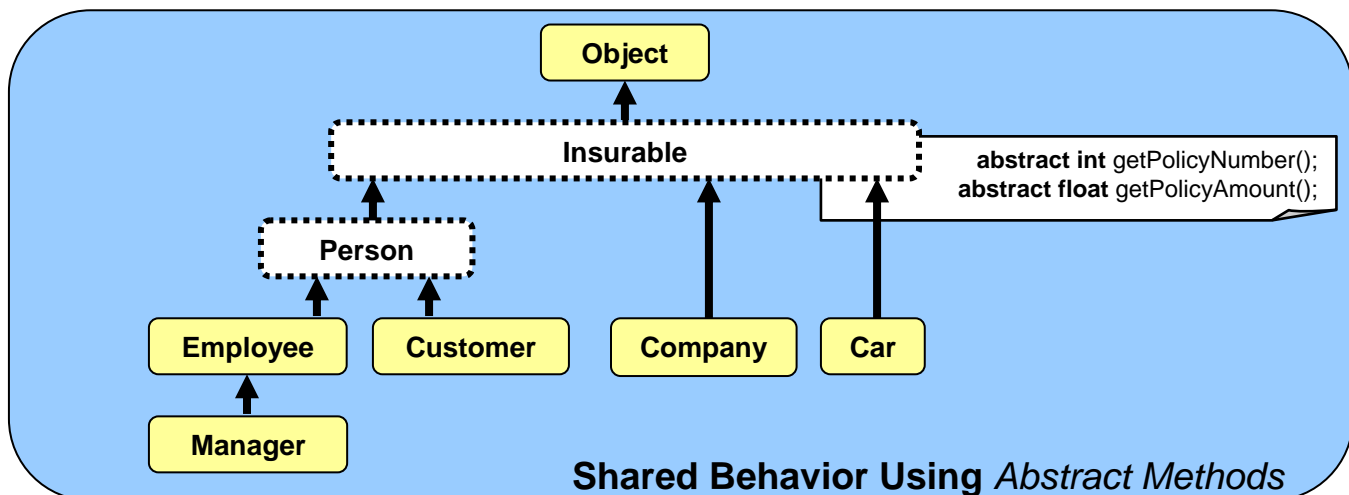 Object
Insurable
abstract int getPolicyNumber();
abstract float getPolicyAmount();
Person
Employee
Customer
Company
Car
Manager
Shared Behavior Using Abstract Methods